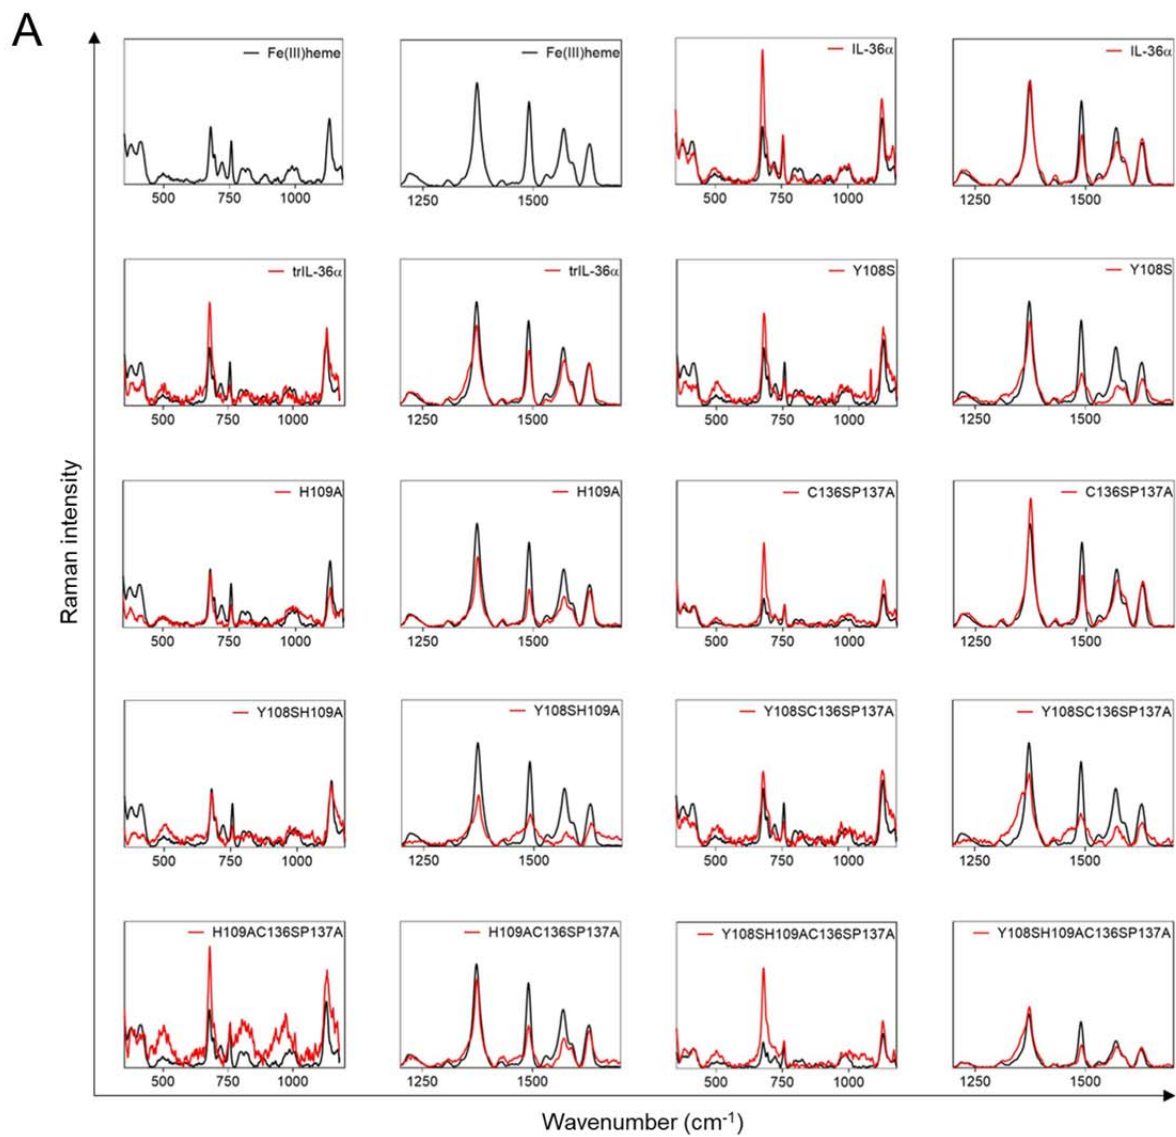 A
Fe(III)heme
Fe(III)heme
IL-36α
IL-36α
500 750 1000
1250 1500
500 750 1000
1250 1500
trIL-36α
trIL-36α
Y108S
Y108S
500 750 1000
1250 1500
500 750 1000
1250 1500
H109A
H109A
C136SP137A
C136SP137A
500 750 1000
1250 1500
500 750 1000
1250 1500
Y108SH109A
Y108SH109A
Y108SC136SP137A
Y108SC136SP137A
500 750 1000
1250 1500
500 750 1000
1250 1500
H109AC136SP137A
H109AC136SP137A
Y108SH109AC136SP137A
Y108SH109AC136SP137A
500 750 1000
1250 1500
500 750 1000
1250 1500
Raman intensity
Wavenumber (cm⁻¹)